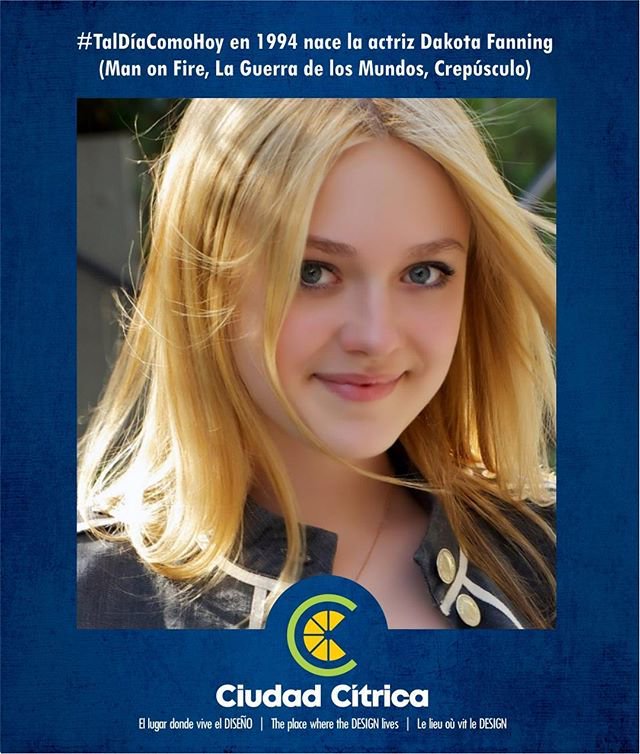 #TalDíaComoHoy en 1994 nace la actriz Dakota Fanning
(Man on Fire, La Guerra de los Mundos, Crepúsculo)
Ciudad Cítrica
El lugar donde vive el DISEÑO | The place where the DESIGN lives | Le lieu où vit le DESIGN